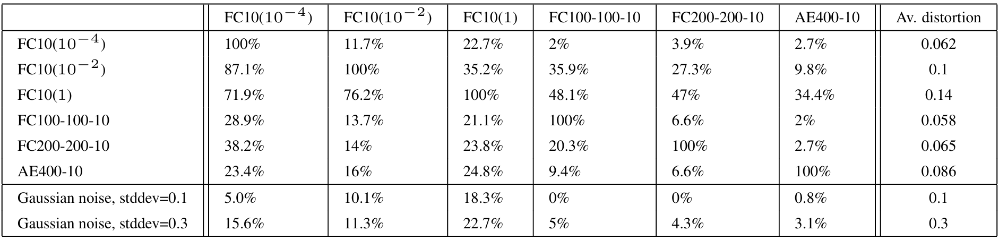 FC10(10⁻⁴) FC10(10⁻²) FC10(1) FC100-100-10 FC200-200-10 AE400-10 Av. distortion
FC10(10⁻⁴) 100% 11.7% 22.7% 2% 3.9% 2.7% 0.062
FC10(10⁻²) 87.1% 100% 35.2% 35.9% 27.3% 9.8% 0.1
FC10(1) 71.9% 76.2% 100% 48.1% 47% 34.4% 0.14
FC100-100-10 28.9% 13.7% 21.1% 100% 6.6% 2% 0.058
FC200-200-10 38.2% 14% 23.8% 20.3% 100% 2.7% 0.065
AE400-10 23.4% 16% 24.8% 9.4% 6.6% 100% 0.086
Gaussian noise, stddev=0.1 5.0% 10.1% 18.3% 0% 0% 0.8% 0.1
Gaussian noise, stddev=0.3 15.6% 11.3% 22.7% 5% 4.3% 3.1% 0.3